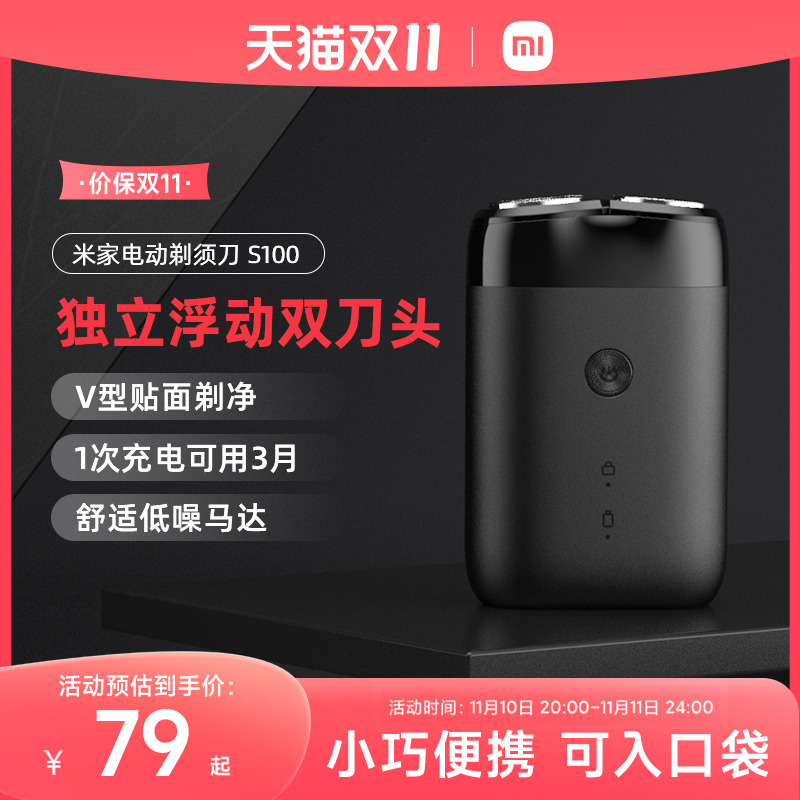 天猫双11 mi
·价保双11·
米家电动剃须刀 S100
独立浮动双刀头
V型贴面剃净
1次充电可用3月
舒适低噪马达
活动预估到手价：
¥ 79 起
活动时间：11月10日 20:00-11月11日 24:00
小巧便携 可入口袋